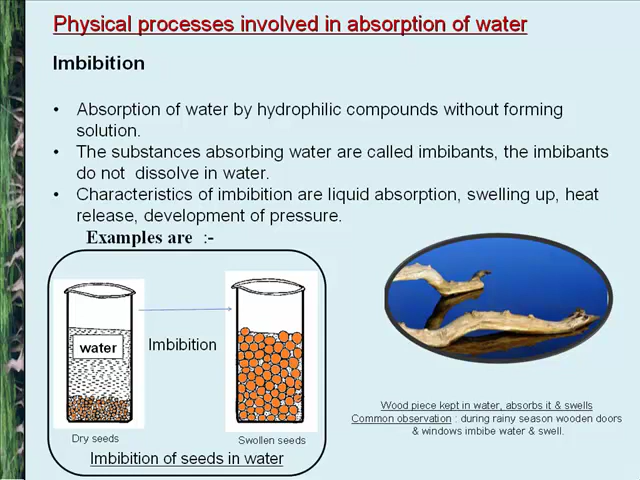 Physical processes involved in absorption of water
Imbibition
• Absorption of water by hydrophilic compounds without forming
solution.
• The substances absorbing water are called imbibants, the imbibants
do not dissolve in water.
• Characteristics of imbibition are liquid absorption, swelling up, heat
release, development of pressure.
Examples are :-
water
Imbibition
Dry seeds
Swollen seeds
Imbibition of seeds in water
Wood piece kept in water, absorbs it & swells
Common observation : during rainy season wooden doors
& windows imbibe water & swell.